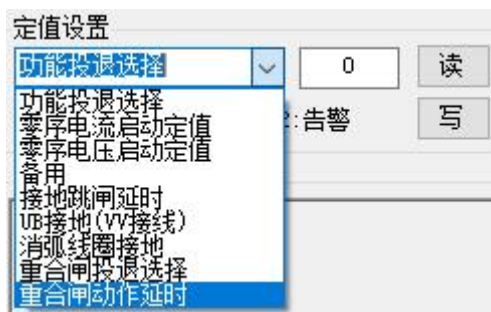 定值设置
功能投退选择 0 读
功能投退选择
零序电流启动定值
:告警 写
零序电压启动定值
备用
接地跳闸延时
UB接地(VV接线)
消弧线圈接地
重合闸投退选择
重合闸动作延时